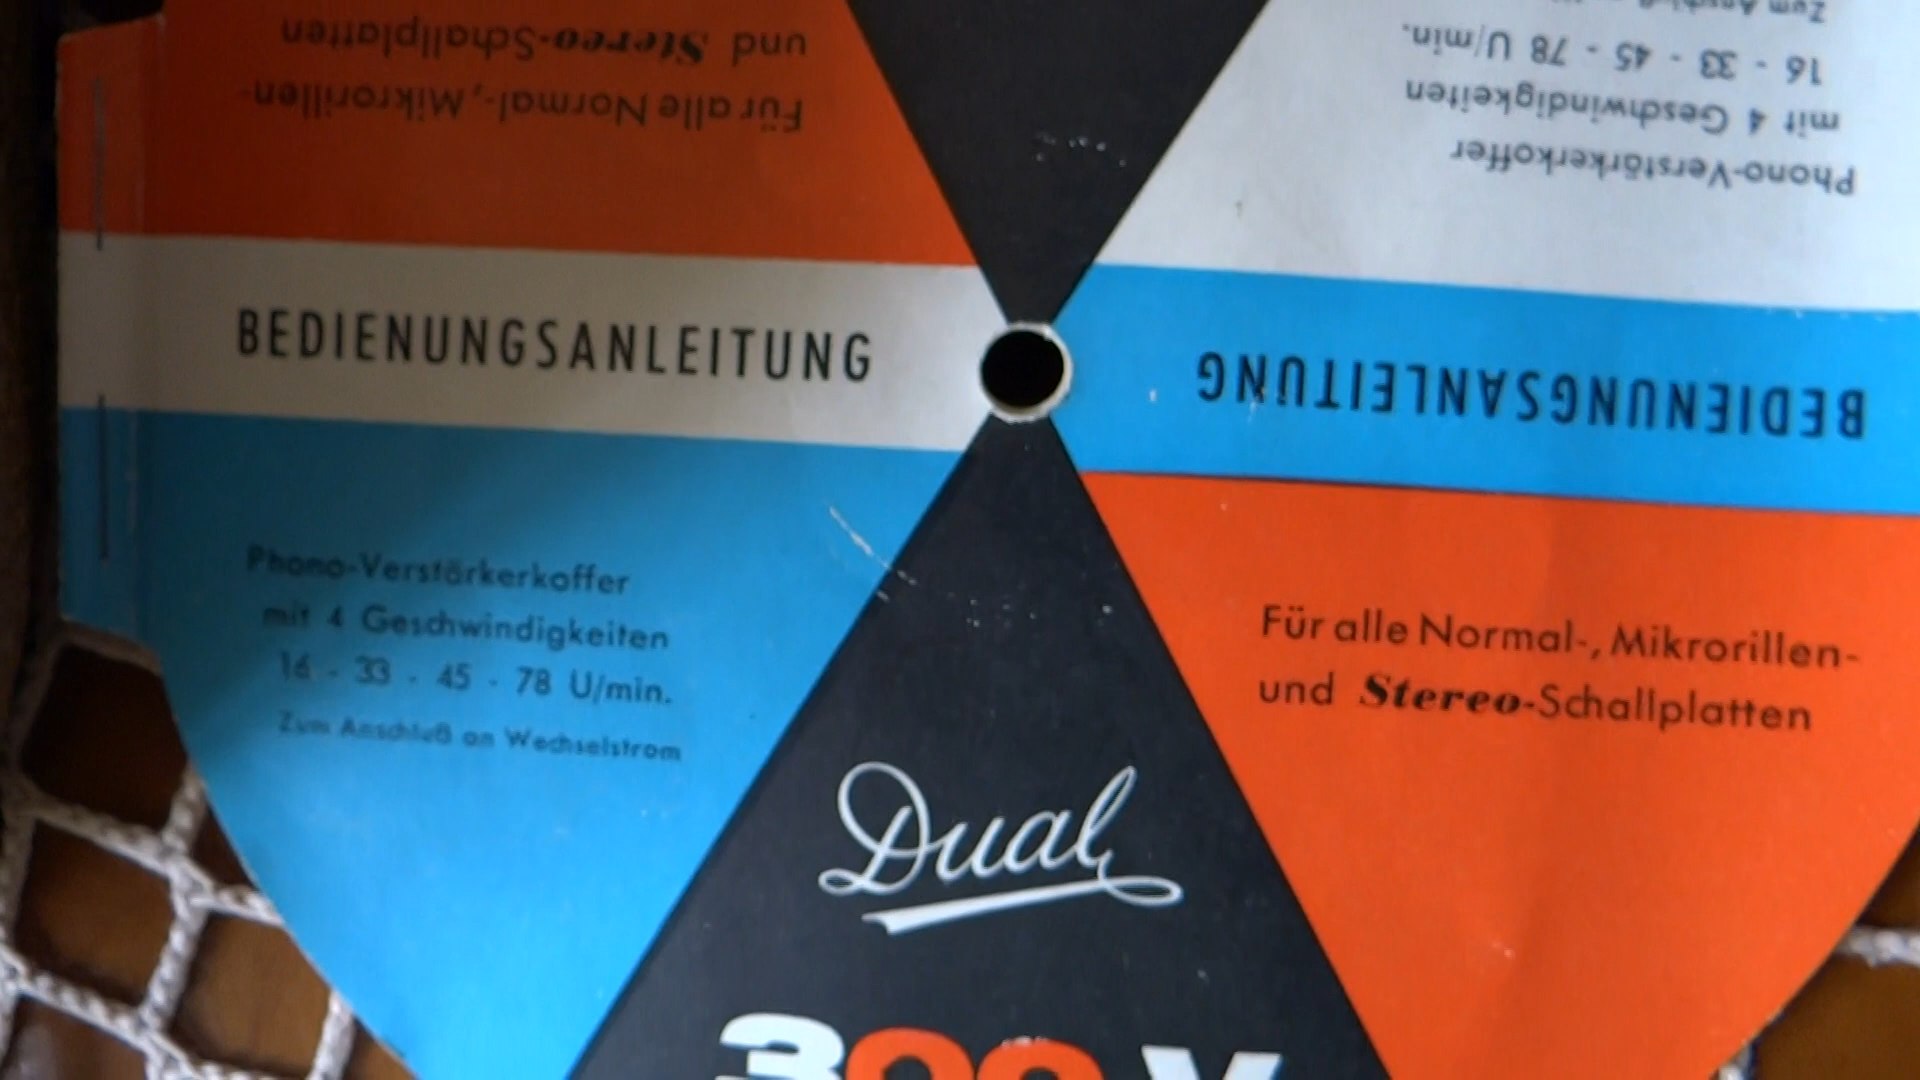 und Stereo-Schallplatten
Für alle Normal-, Mikrorillen-
16 - 33 - 45 - 78 U/min.
mit 4 Geschwindigkeiten
Phono-Verstärkerkoffer
BEDIENUNGSANLEITUNG
BEDIENUNGSANLEITUNG
Phono-Verstärkerkoffer
mit 4 Geschwindigkeiten
16 - 33 - 45 - 78 U/min.
Zum Anschluß an Wechselstrom
Für alle Normal-, Mikrorillen-
und Stereo-Schallplatten
Dual
300 V